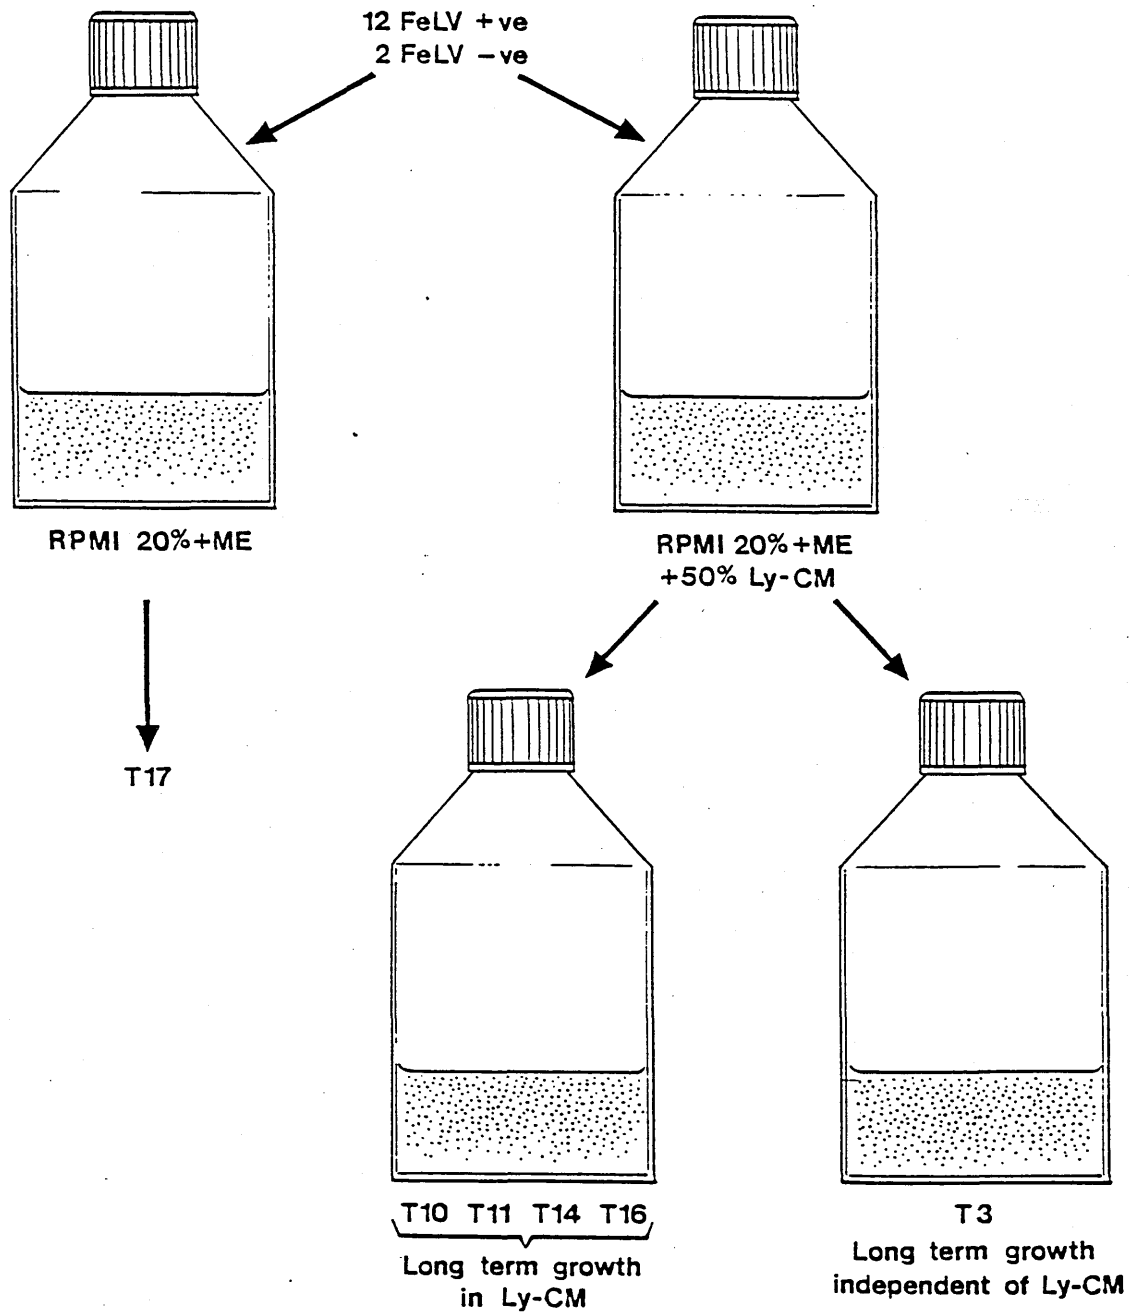 12 FeLV +ve
2 FeLV -ve
RPMI 20%+ME
RPMI 20%+ME
+50% Ly-CM
T17
T10 T11 T14 T16
Long term growth
in Ly-CM
T3
Long term growth
independent of Ly-CM